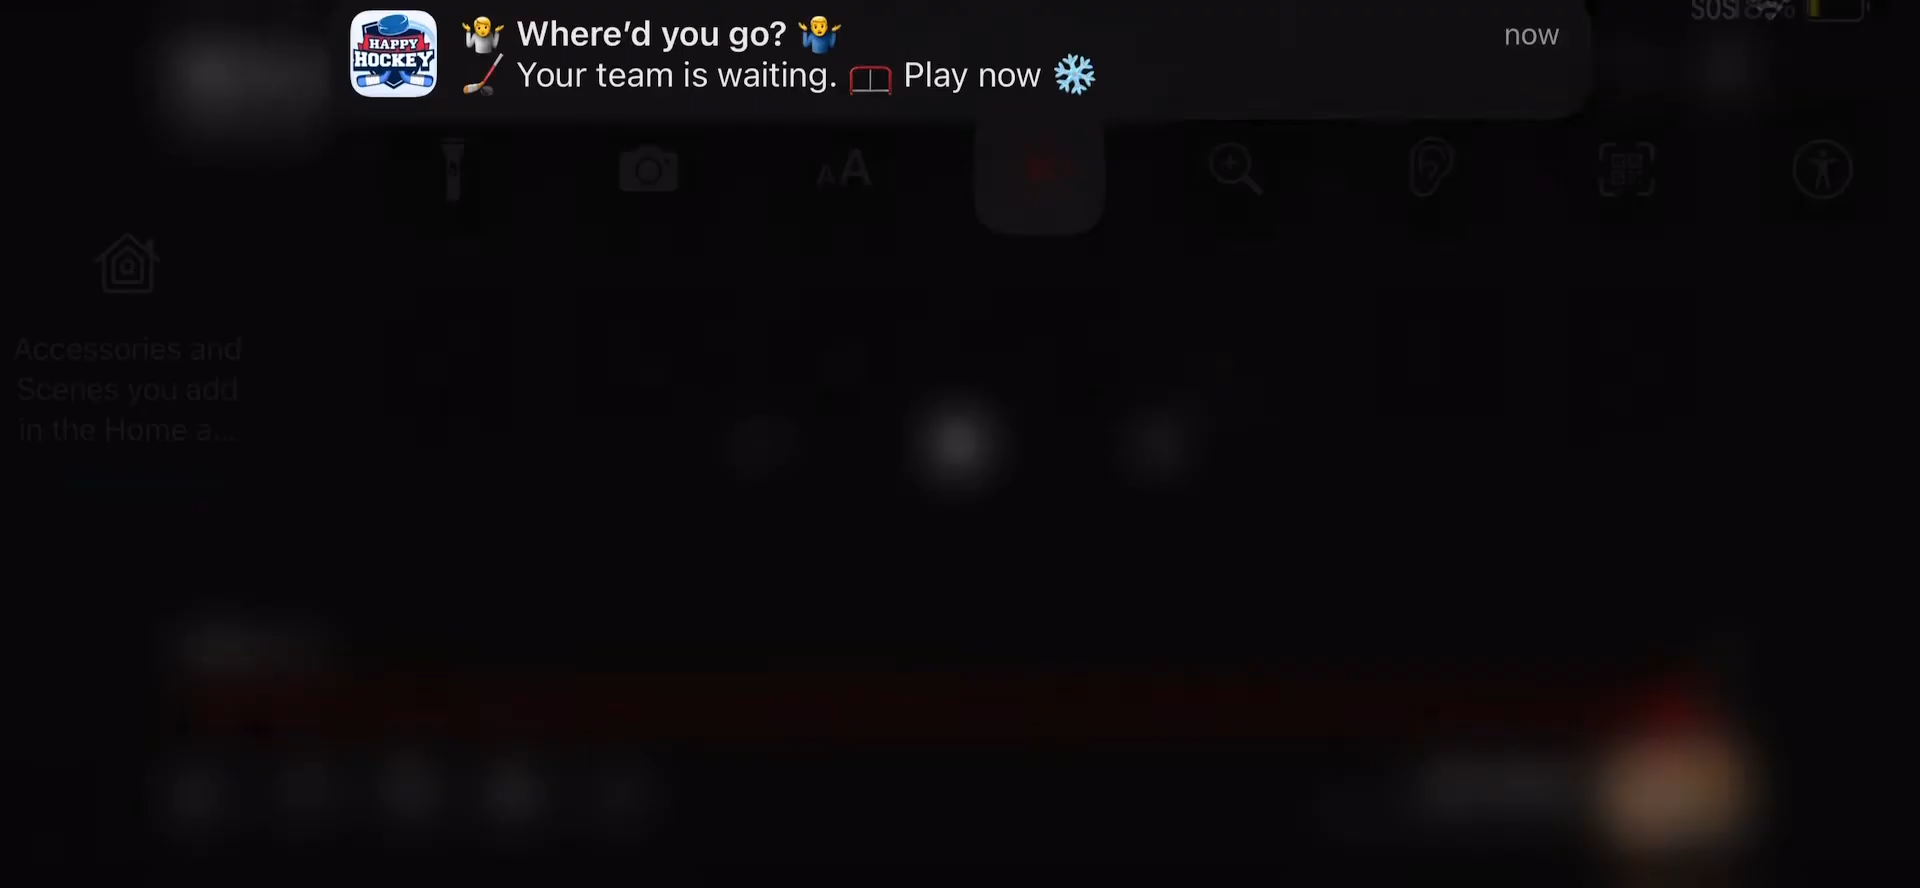 SOS
HAPPY
HOCKEY
🤷‍♂️ Where’d you go? 🤷‍♂️
now
🏒 Your team is waiting. 🥅 Play now ❄️
AA
Accessories and
Scenes you add
in the Home a...